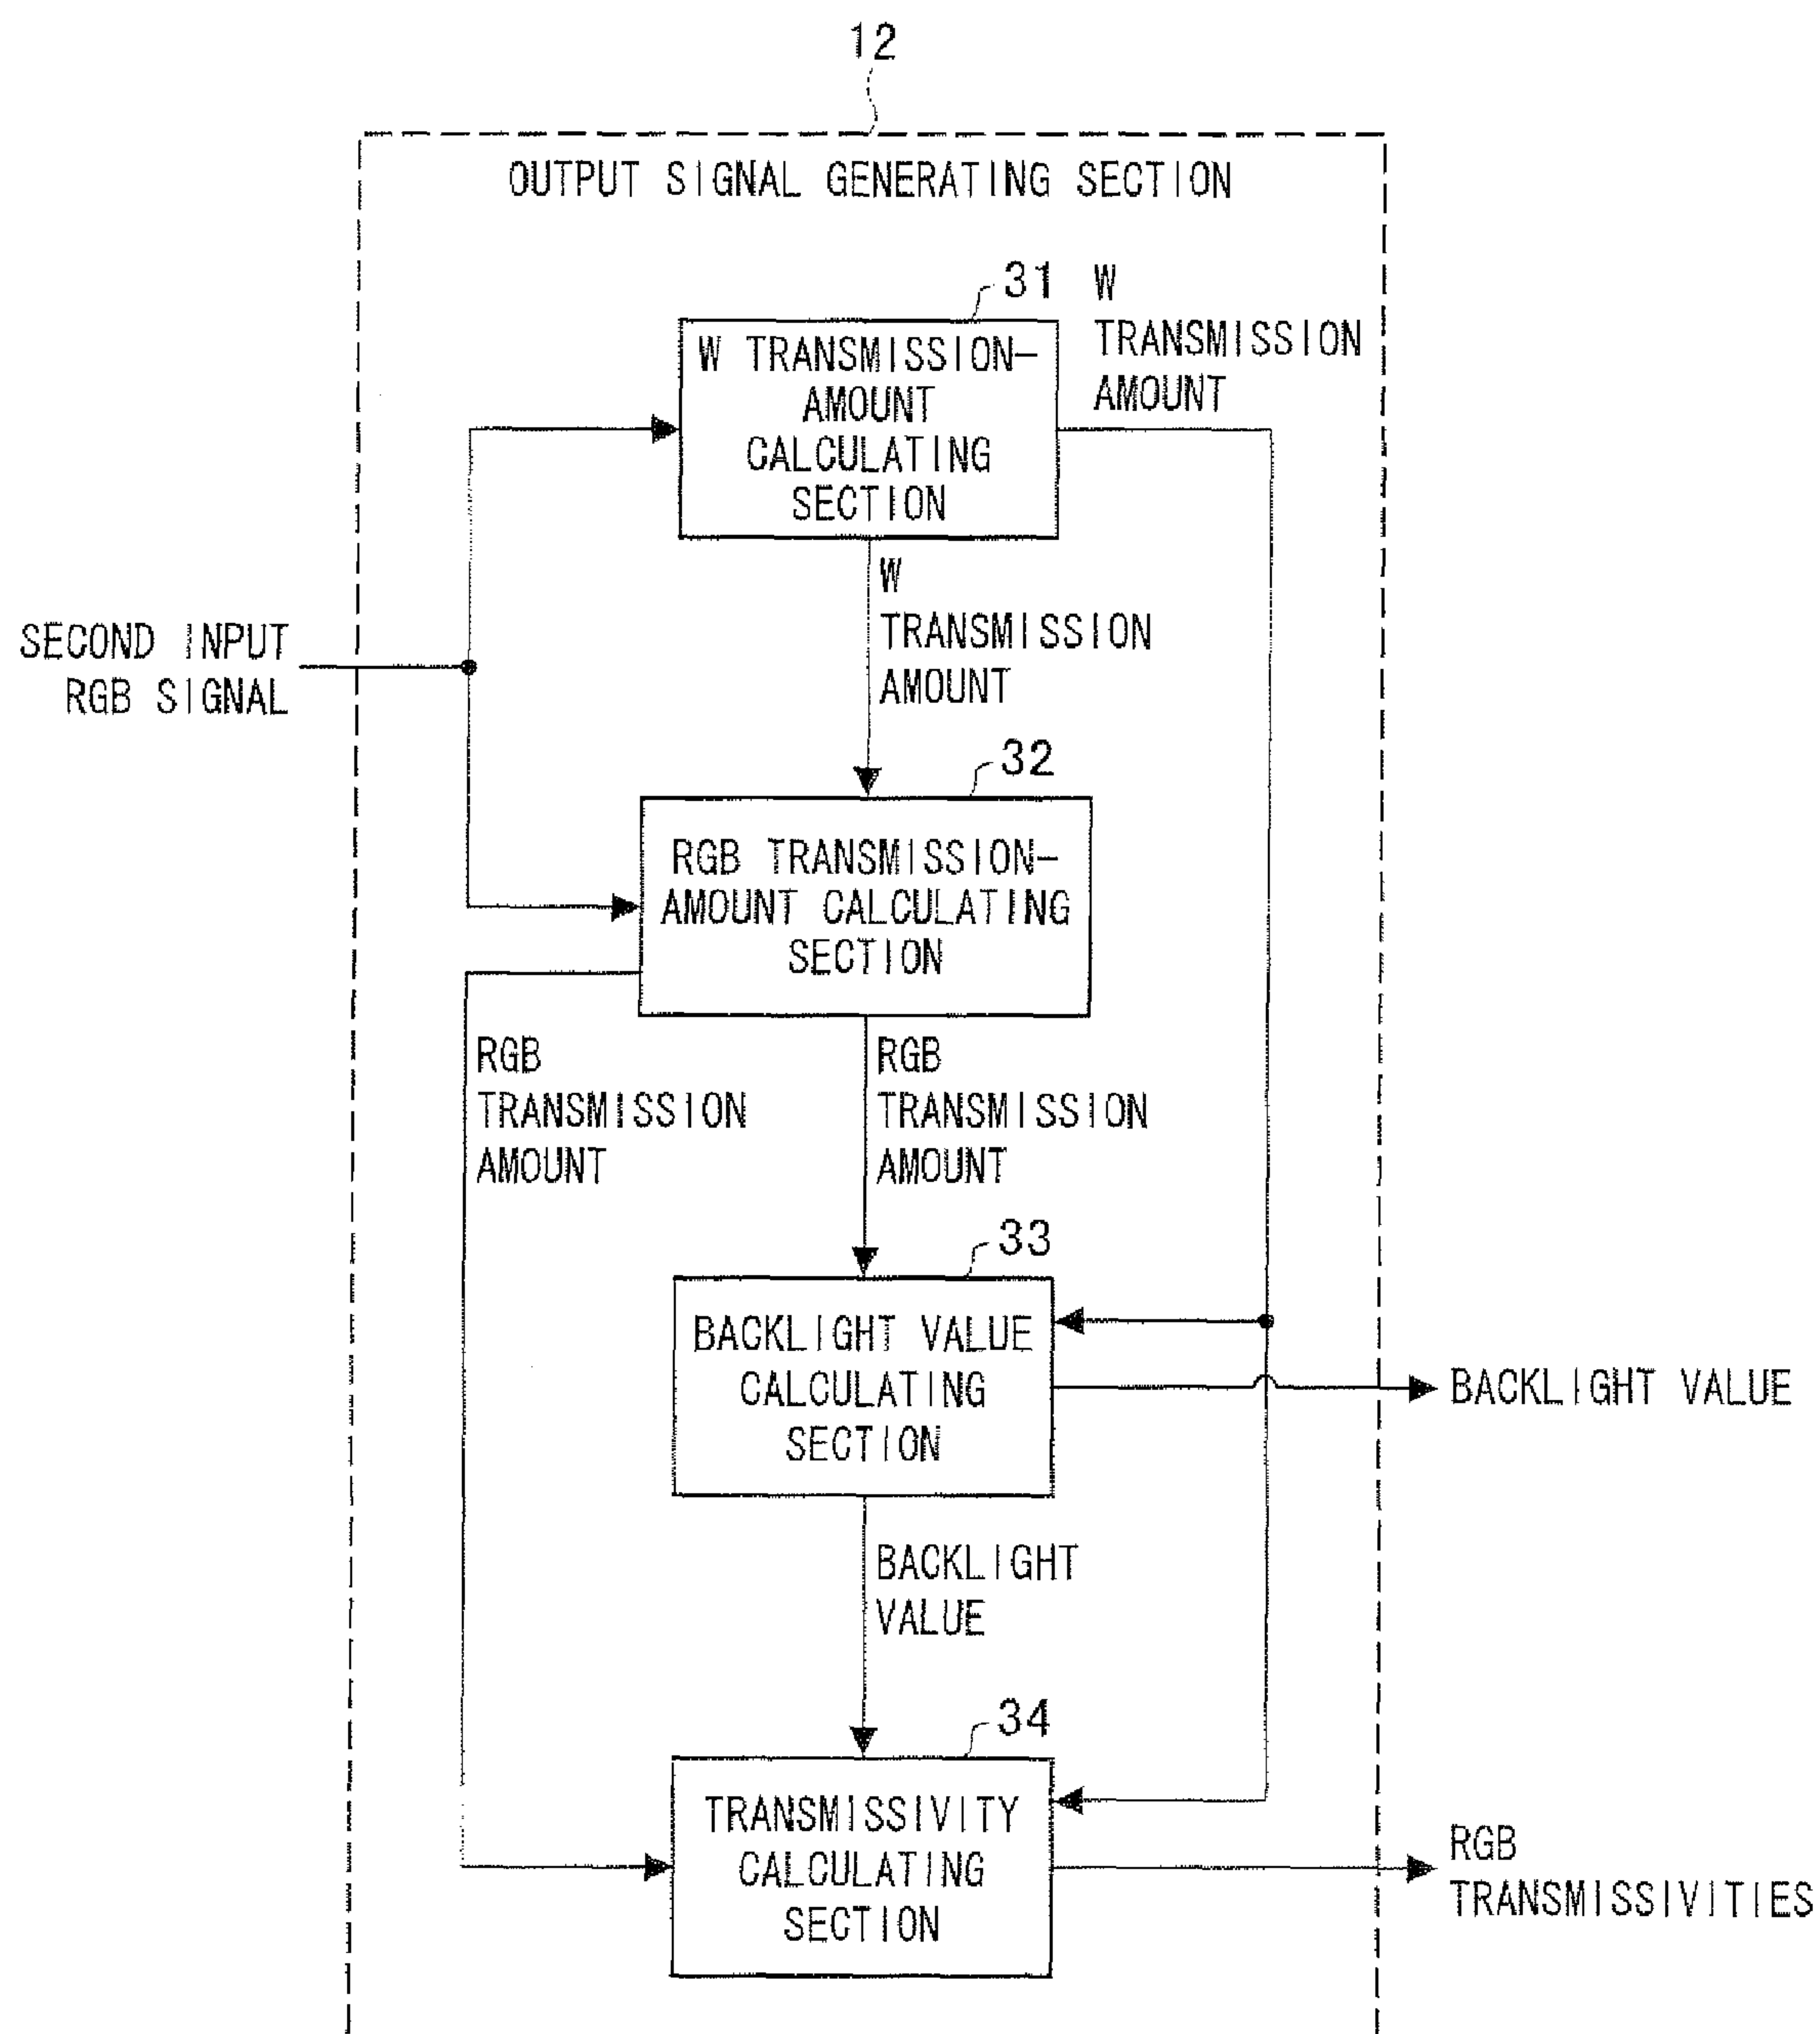 12
OUTPUT SIGNAL GENERATING SECTION
31
W
TRANSMISSION
AMOUNT
W TRANSMISSION-
AMOUNT
CALCULATING
SECTION
W
TRANSMISSION
AMOUNT
SECOND INPUT
RGB SIGNAL
32
RGB TRANSMISSION-
AMOUNT CALCULATING
SECTION
RGB
TRANSMISSION
AMOUNT
RGB
TRANSMISSION
AMOUNT
33
BACKLIGHT VALUE
CALCULATING
SECTION
BACKLIGHT VALUE
BACKLIGHT
VALUE
34
TRANSMISSIVITY
CALCULATING
SECTION
RGB
TRANSMISSIVITIES